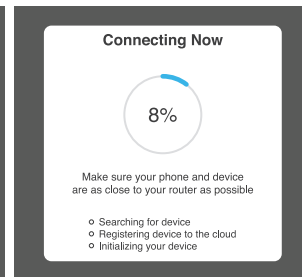 Connecting Now
8%
Make sure your phone and device
are as close to your router as possible
Searching for device
Registering device to the cloud
Initializing your device